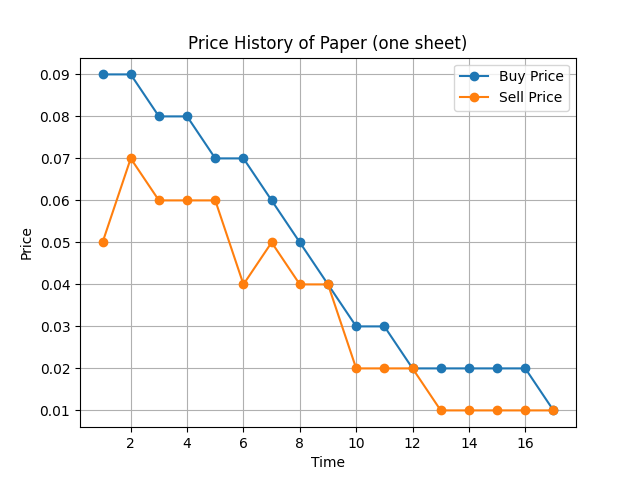 Price History of Paper (one sheet)
Buy Price
Sell Price
0.09
0.08
0.07
0.06
0.05
0.04
0.03
0.02
0.01
Price
2 4 6 8 10 12 14 16
Time